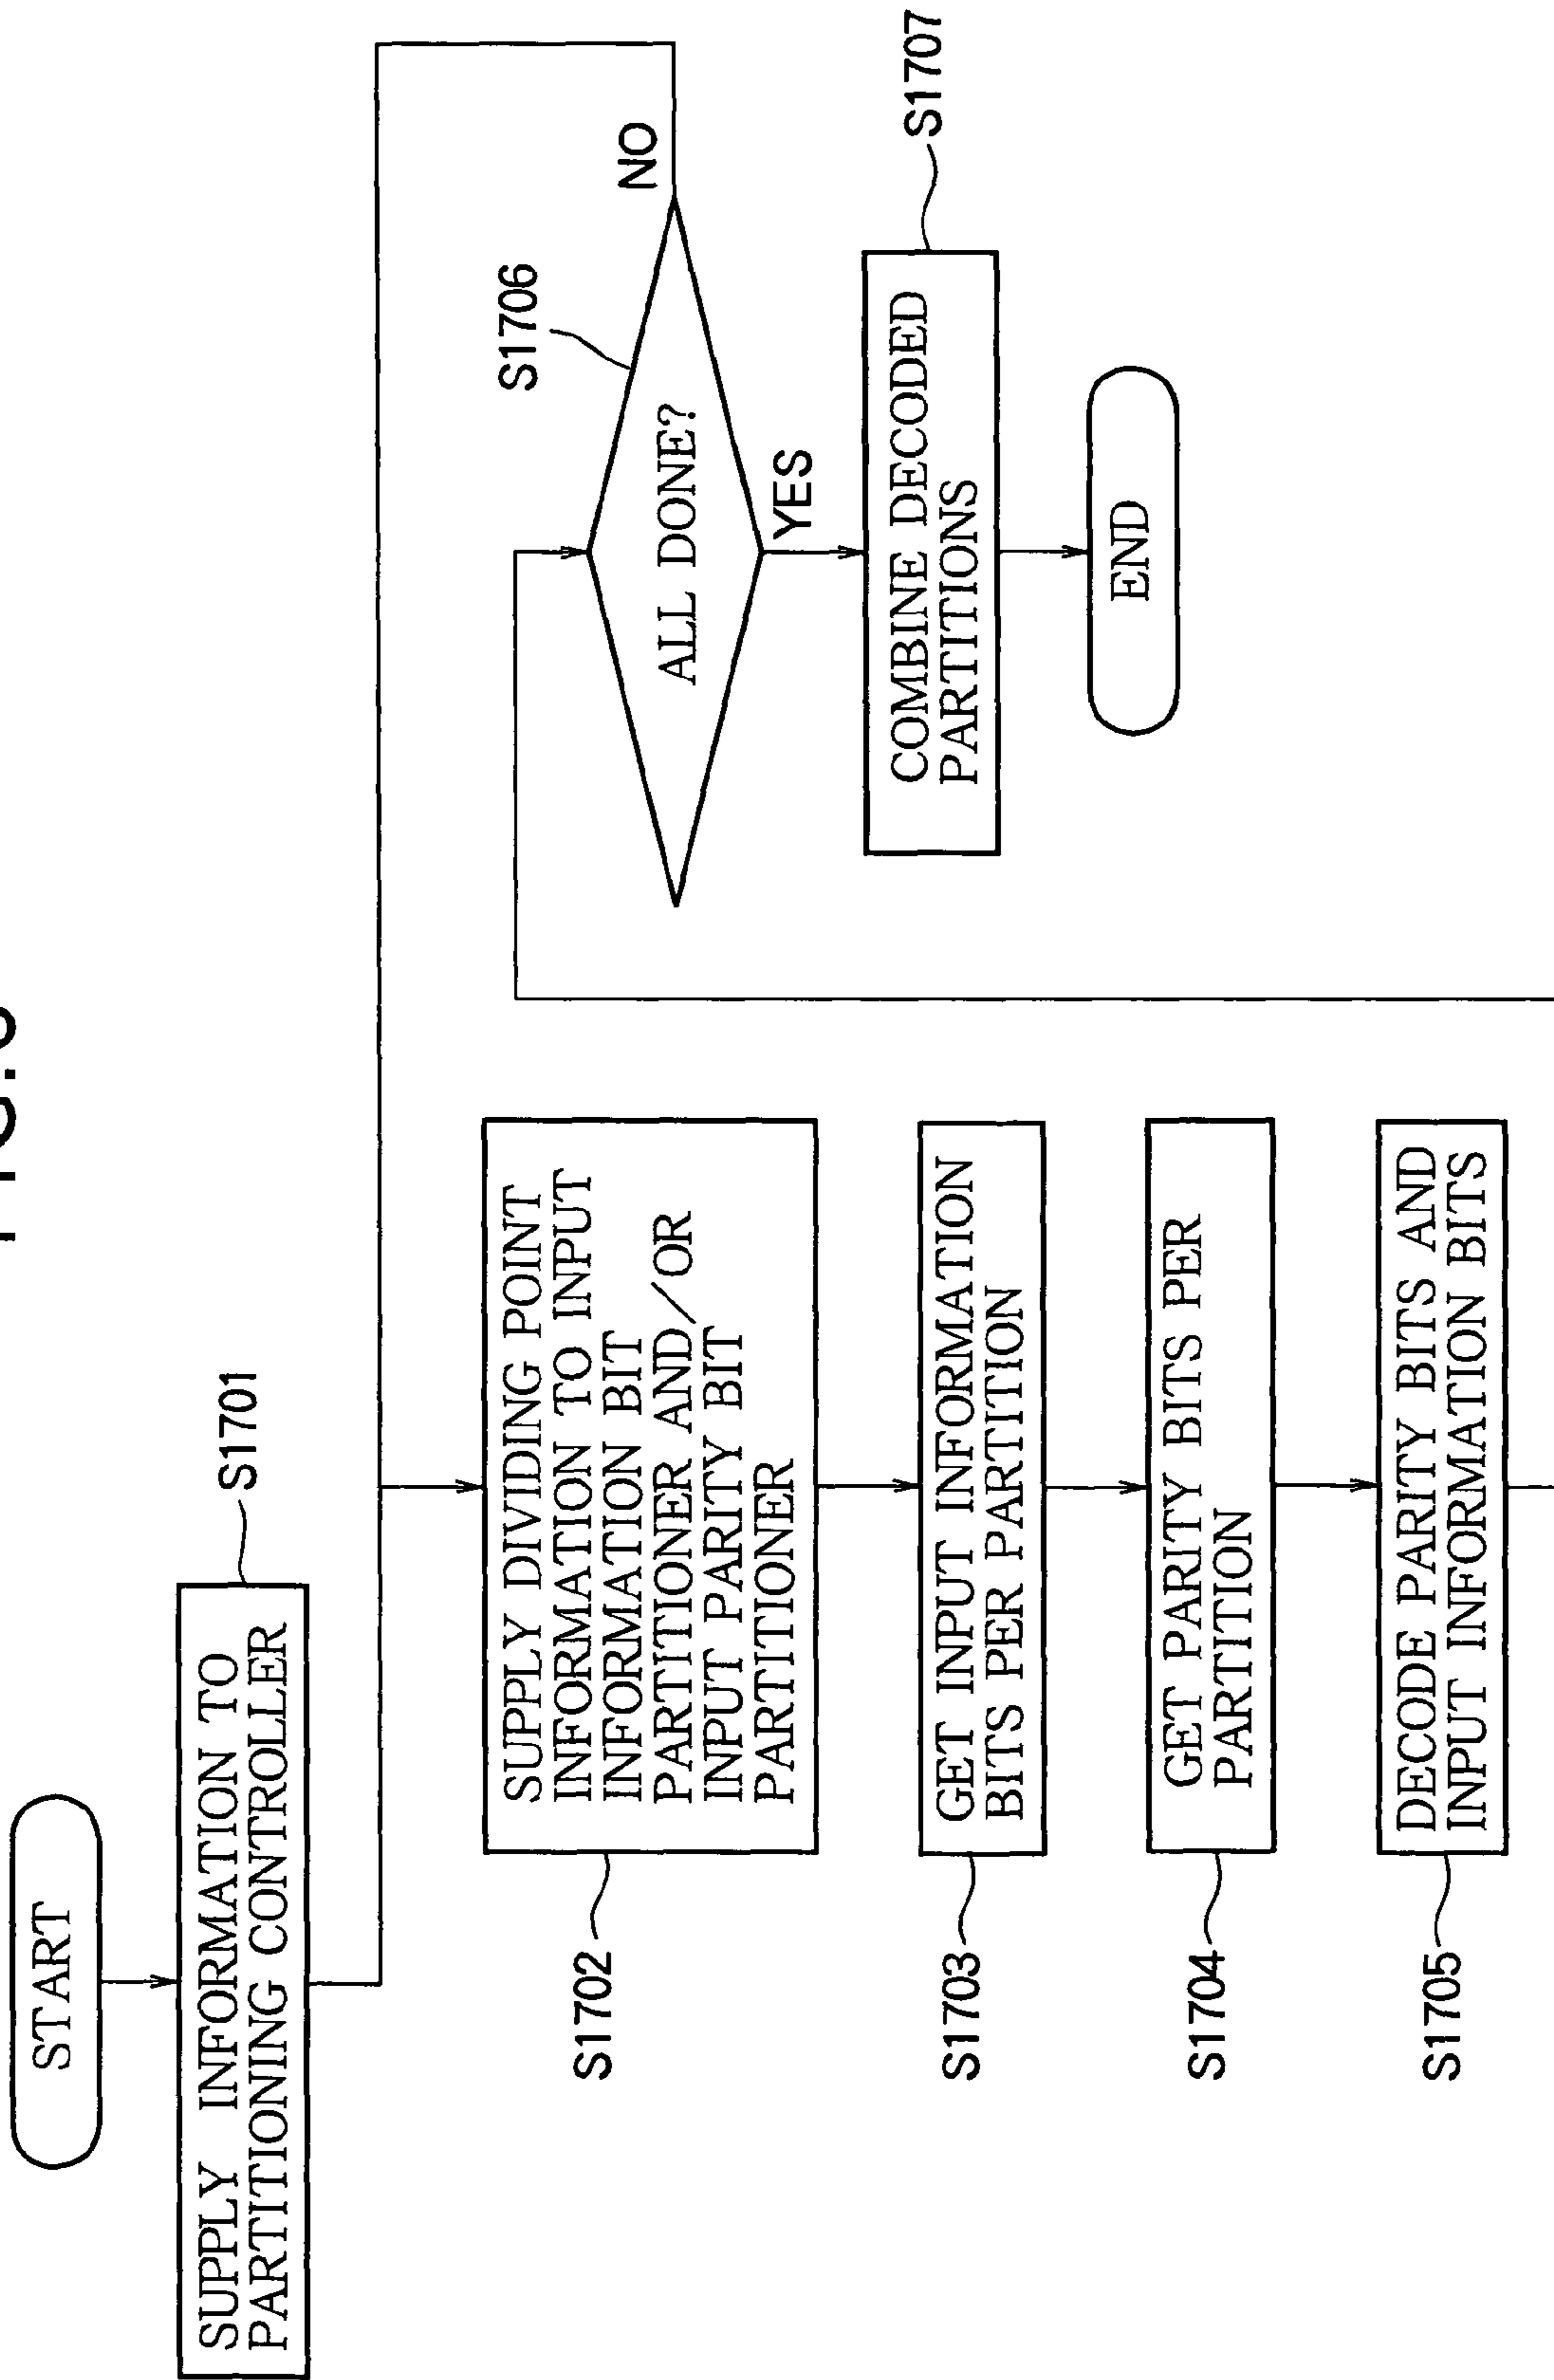 START
SUPPLY INFORMATION TO
PARTITIONING CONTROLLER
S1701
SUPPLY DIVIDING POINT
INFORMATION TO INPUT
INFORMATION BIT
PARTITIONER AND/OR
INPUT PARITY BIT
PARTITIONER
S1702
GET INPUT INFORMATION
BITS PER PARTITION
S1703
GET PARITY BITS PER
PARTITION
S1704
DECODE PARITY BITS AND
INPUT INFORMATION BITS
S1705
S1706
ALL DONE?
NO
YES
COMBINE DECODED
PARTITIONS
S1707
END